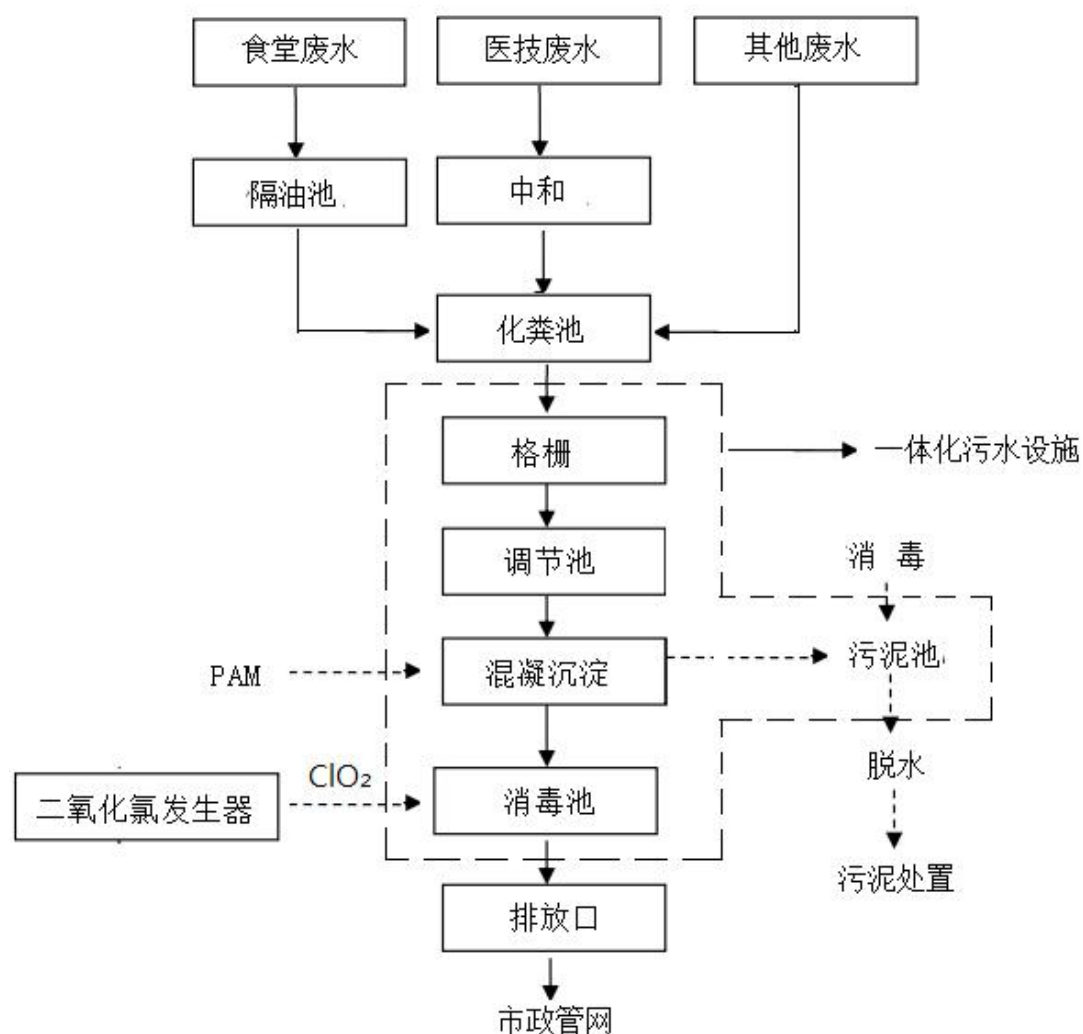 食堂废水
医技废水
其他废水
隔油池
中和
化粪池
格栅
一体化污水设施
调节池
消 毒
PAM
混凝沉淀
污泥池
二氧化氯发生器
ClO₂
消毒池
脱水
污泥处置
排放口
市政管网